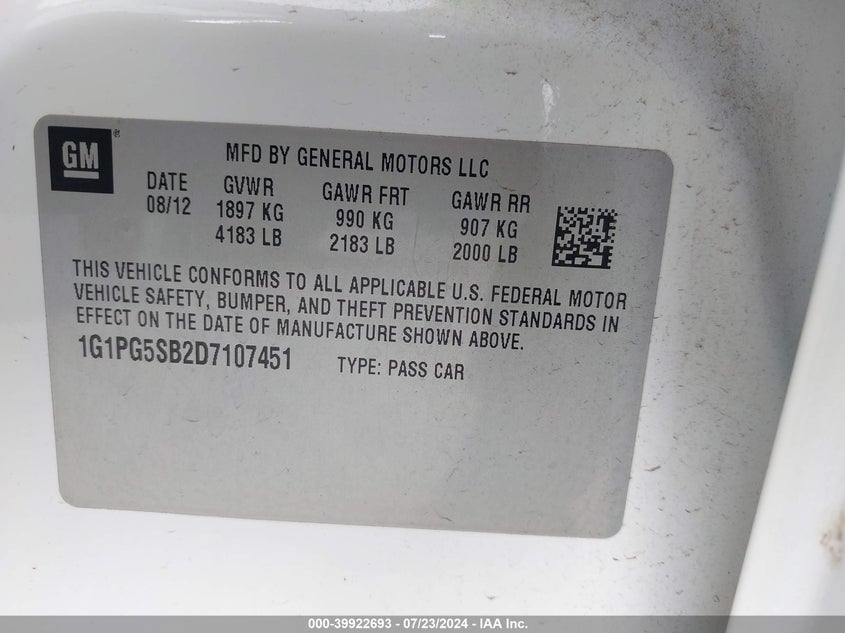 GM®
MFD BY GENERAL MOTORS LLC
DATE GVWR GAWR FRT GAWR RR
08/12 1897 KG 990 KG 907 KG
4183 LB 2183 LB 2000 LB
THIS VEHICLE CONFORMS TO ALL APPLICABLE U.S. FEDERAL MOTOR
VEHICLE SAFETY, BUMPER, AND THEFT PREVENTION STANDARDS IN
EFFECT ON THE DATE OF MANUFACTURE SHOWN ABOVE.
1G1PG5SB2D7107451 TYPE: PASS CAR
000-39922693 - 07/23/2024 - IAA Inc.